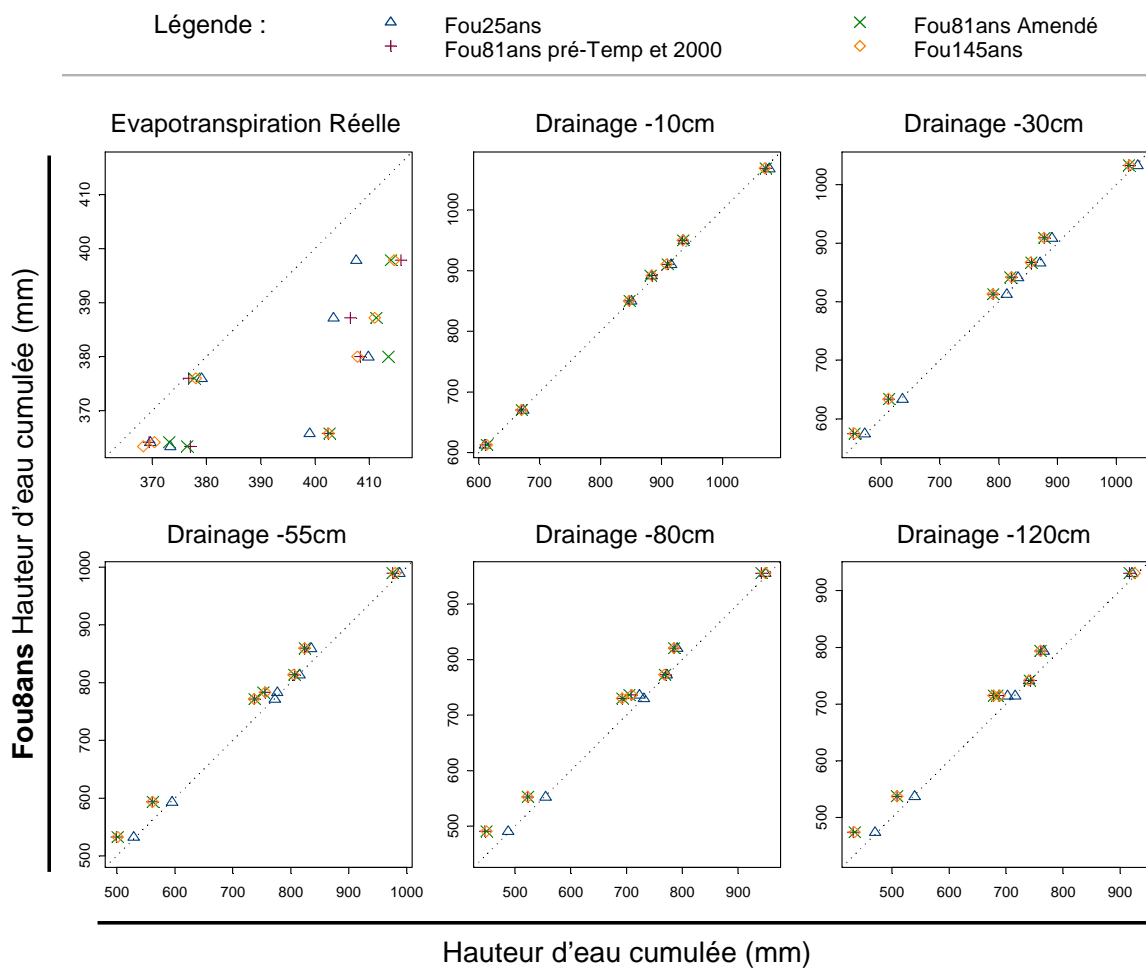 Légende :
Fou25ans
Fou81ans Amendé
Fou81ans pré-Temp et 2000
Fou145ans
Evapotranspiration Réelle
Drainage -10cm
Drainage -30cm
370 380 390 400 410
370 380 390 400 410
600 700 800 900 1000
600 700 800 900 1000
600 700 800 900 1000
600 700 800 900 1000
Drainage -55cm
Drainage -80cm
Drainage -120cm
500 600 700 800 900 1000
500 600 700 800 900 1000
500 600 700 800 900
500 600 700 800 900
500 600 700 800 900
500 600 700 800 900
Fou8ans Hauteur d'eau cumulée (mm)
Hauteur d'eau cumulée (mm)